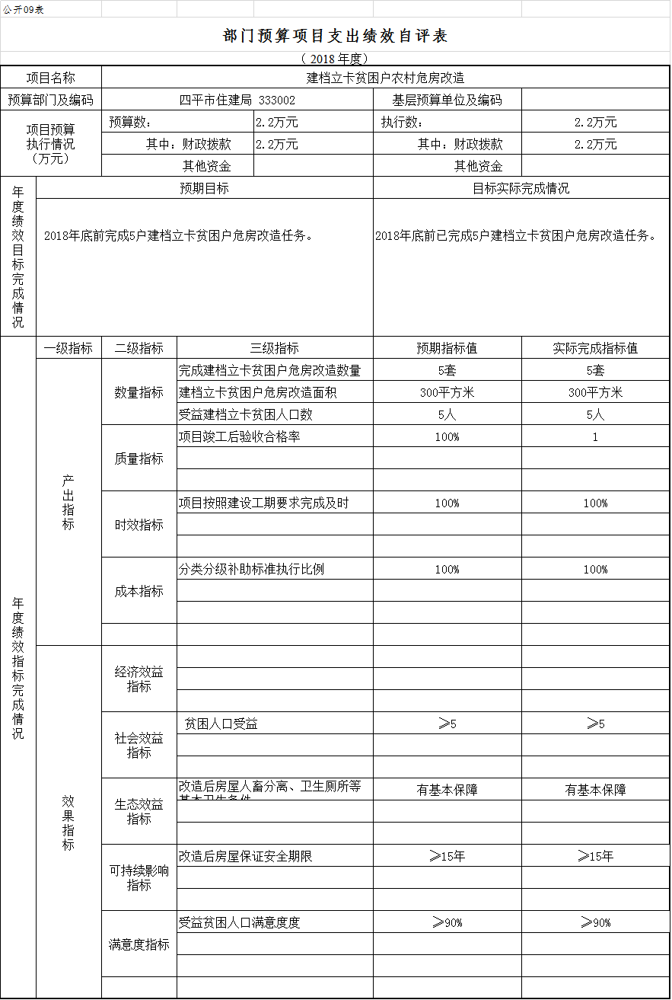 公开09表
部门预算项目支出绩效自评表
（ 2018 年度）
项目名称 建档立卡贫困户农村危房改造
预算部门及编码 四平市住建局 333002 基层预算单位及编码
项目预算
执行情况
（万元）
预算数： 2.2万元 执行数： 2.2万元
其中：财政拨款 2.2万元 其中：财政拨款 2.2万元
其他资金 其他资金
年度绩效目标完成情况
预期目标 目标实际完成情况
2018年底前完成5户建档立卡贫困户危房改造任务。 2018年底前已完成5户建档立卡贫困户危房改造任务。
年度绩效指标完成情况
一级指标 二级指标 三级指标 预期指标值 实际完成指标值
产出指标
数量指标
完成建档立卡贫困户危房改造数量 5套 5套
建档立卡贫困户危房改造面积 300平方米 300平方米
受益建档立卡贫困人口数 5人 5人
质量指标
项目竣工后验收合格率 100% 1
时效指标
项目按照建设工期要求完成及时 100% 100%
成本指标
分类分级补助标准执行比例 100% 100%
效果指标
经济效益
指标
社会效益
指标
贫困人口受益 ≥5 ≥5
生态效益
指标
改造后房屋人畜分离、卫生厕所等 有基本保障 有基本保障
基本卫生条件
可持续影响
指标
改造后房屋保证安全期限 ≥15年 ≥15年
满意度指标
受益贫困人口满意度度 ≥90% ≥90%